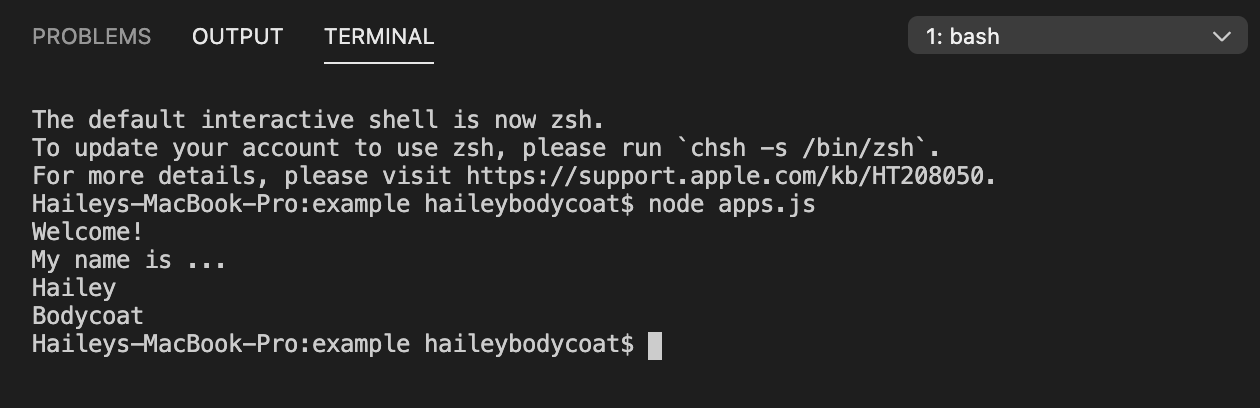 PROBLEMS OUTPUT TERMINAL 1: bash
The default interactive shell is now zsh.
To update your account to use zsh, please run `chsh -s /bin/zsh`.
For more details, please visit https://support.apple.com/kb/HT208050.
Haileys-MacBook-Pro:example haileybodycoat$ node apps.js
Welcome!
My name is ...
Hailey
Bodycoat
Haileys-MacBook-Pro:example haileybodycoat$